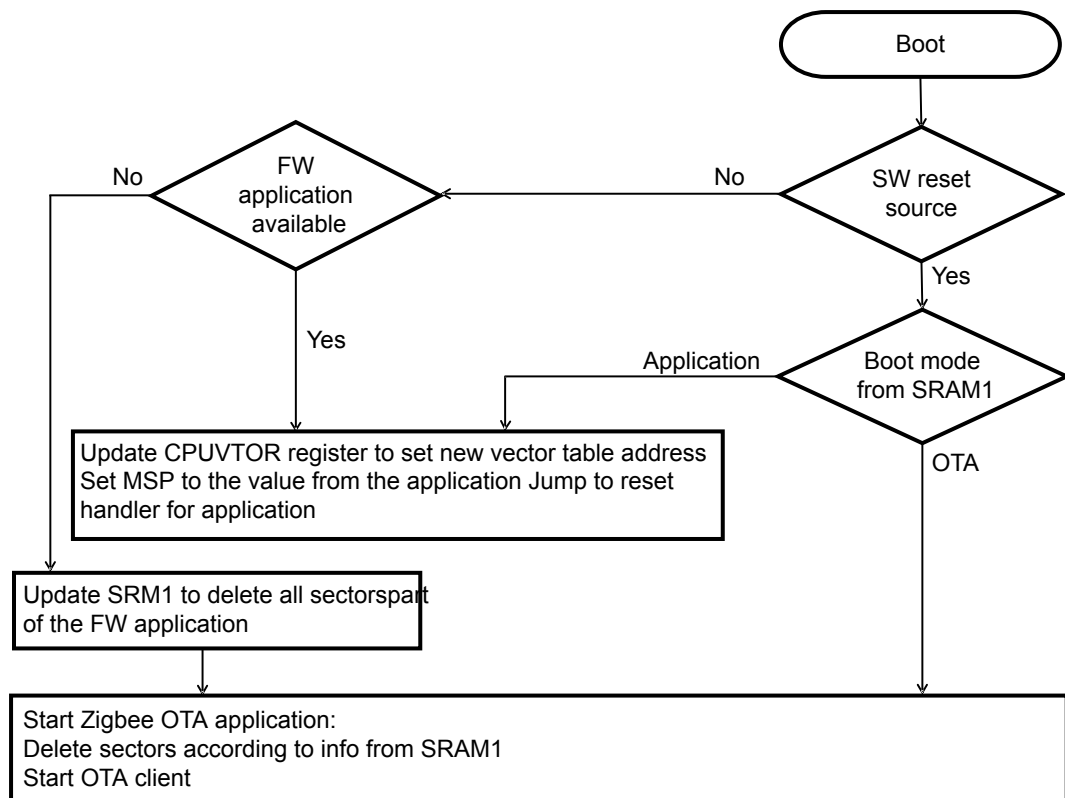 Boot
SW reset
source
No
Yes
FW
application
available
No
Yes
Boot mode
from SRAM1
Application
OTA
Update CPUVTOR register to set new vector table address
Set MSP to the value from the application Jump to reset
handler for application
Update SRM1 to delete all sectorspart
of the FW application
Start Zigbee OTA application:
Delete sectors according to info from SRAM1
Start OTA client